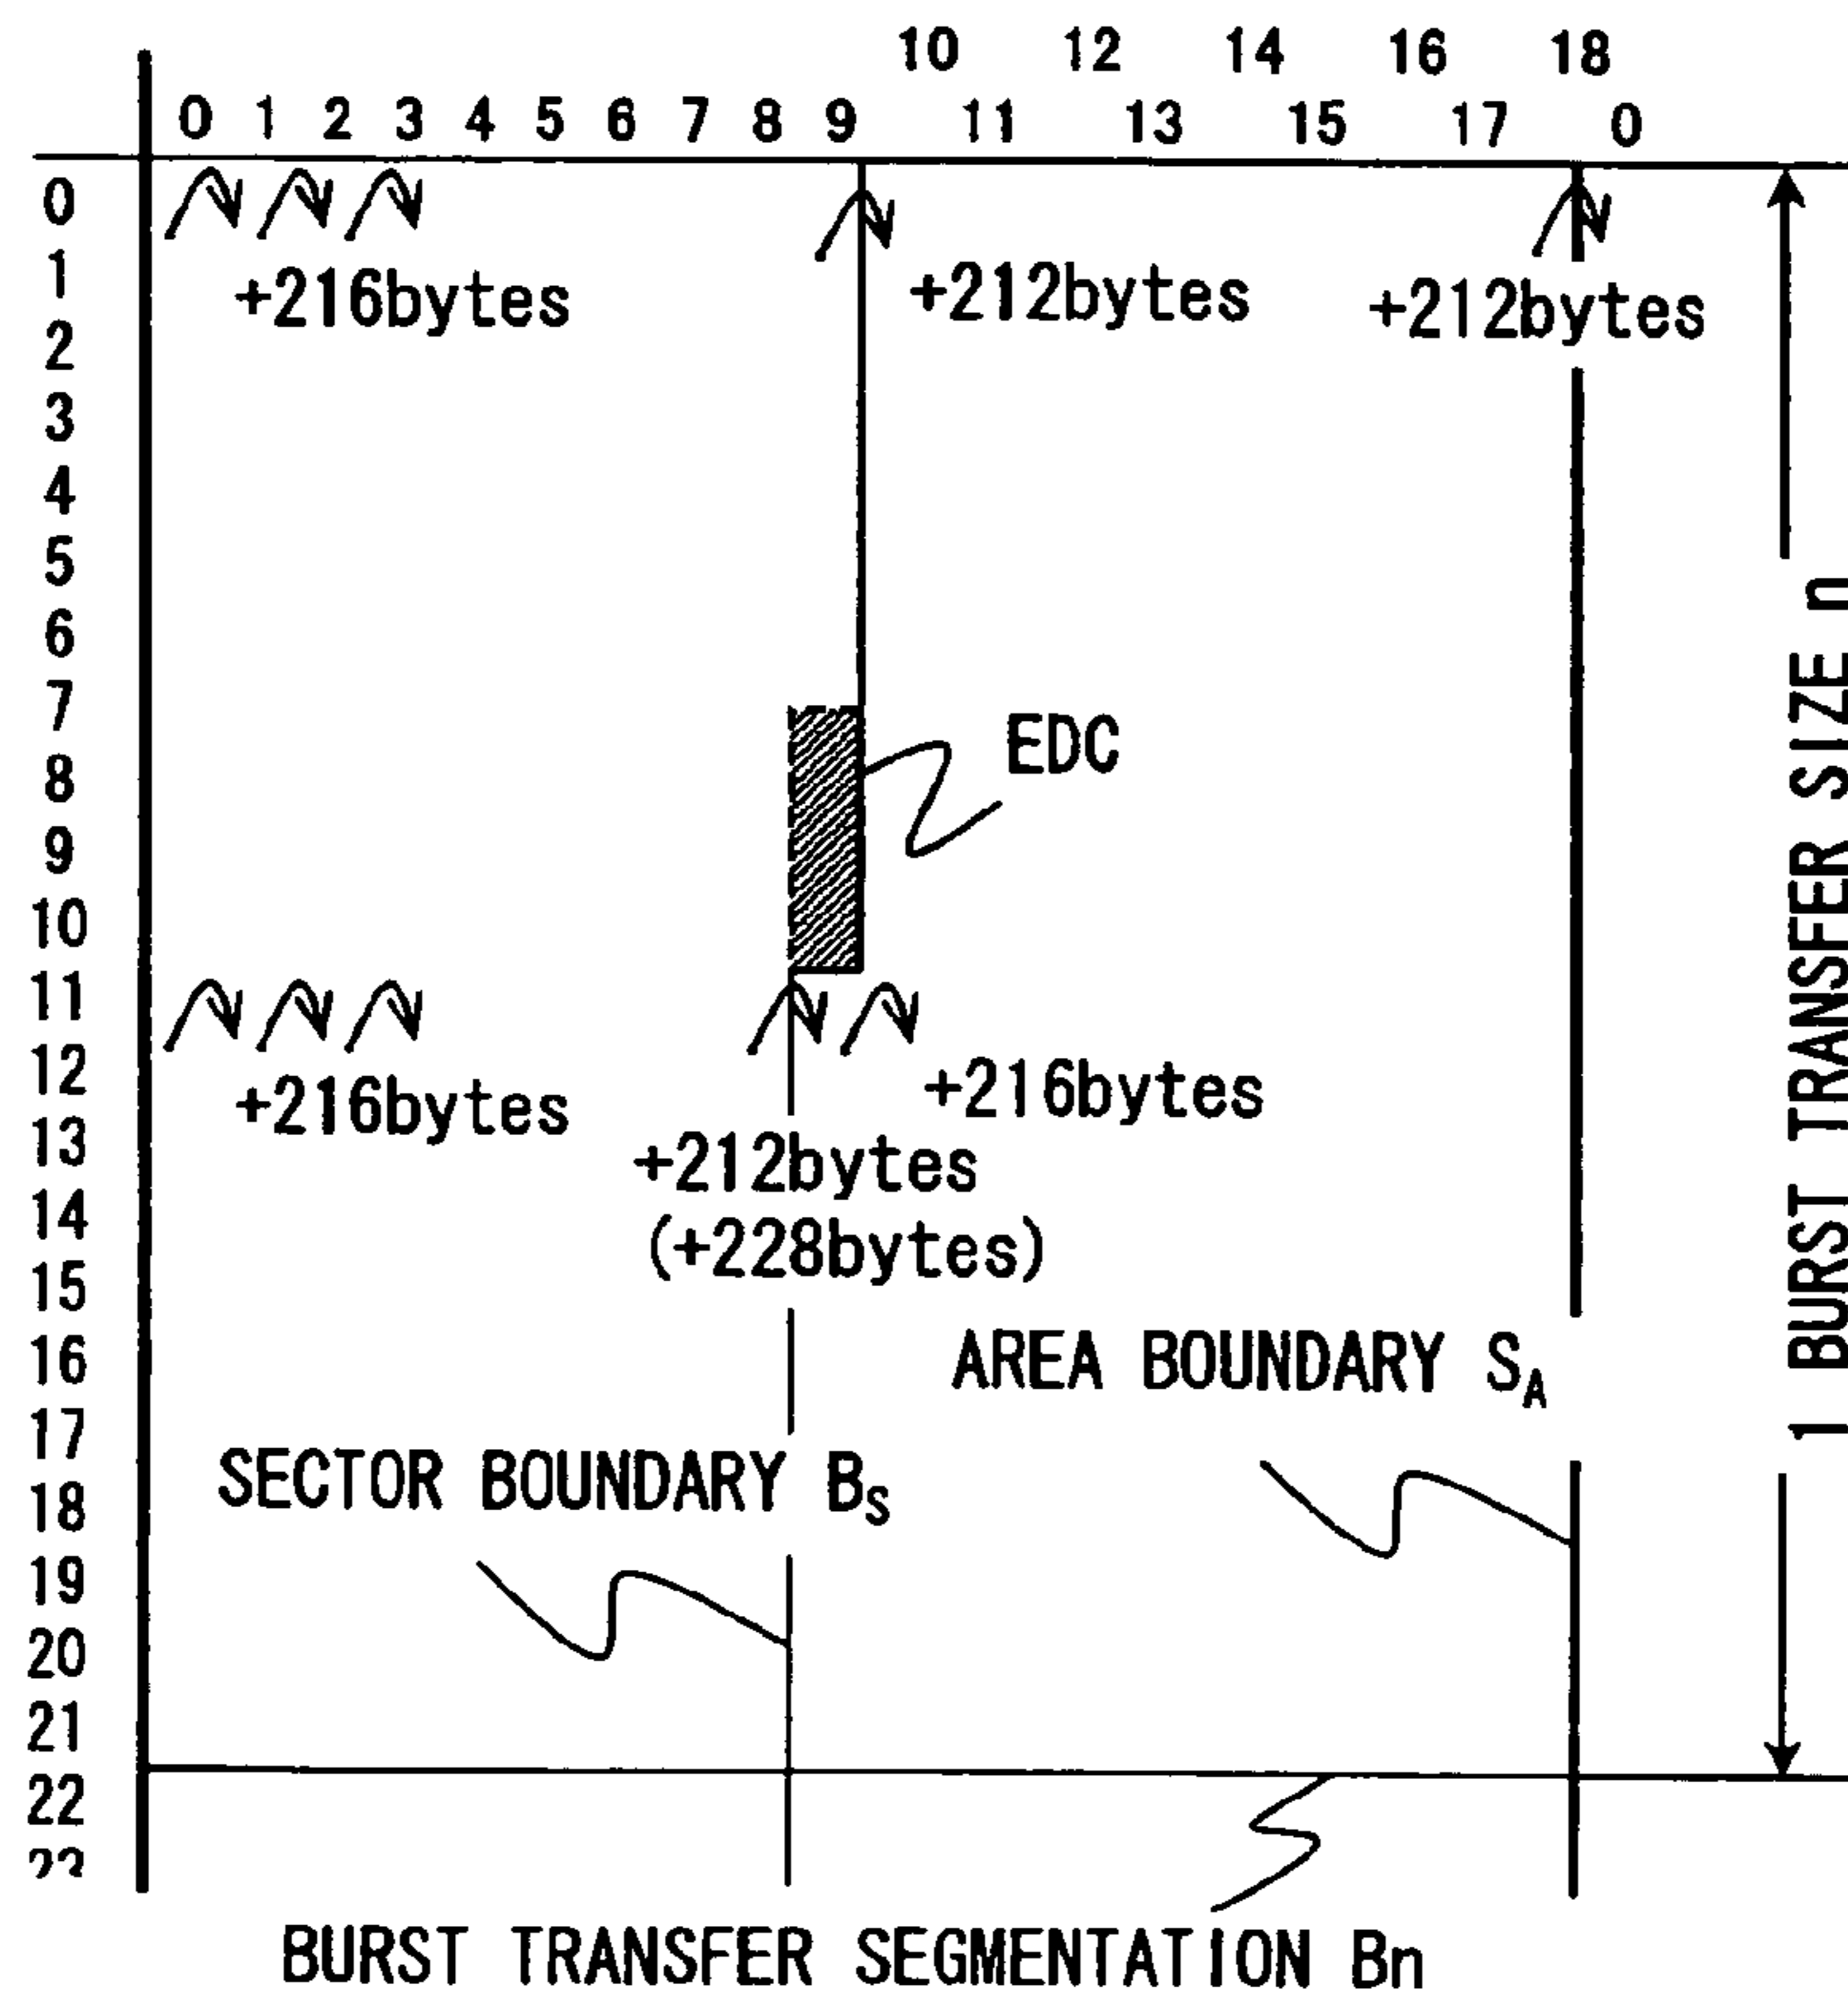 10 12 14 16 18
0 1 2 3 4 5 6 7 8 9 11 13 15 17 0
0
1
+216bytes +212bytes +212bytes
2
3
4
5
6
7
EDC
8
9
10
11
12
+216bytes +216bytes
13
+212bytes
14
(+228bytes)
15
16
AREA BOUNDARY SA
17
SECTOR BOUNDARY BS
18
19
20
21
22
23
1 BURST TRANSFER SIZE n
BURST TRANSFER SEGMENTATION Bn